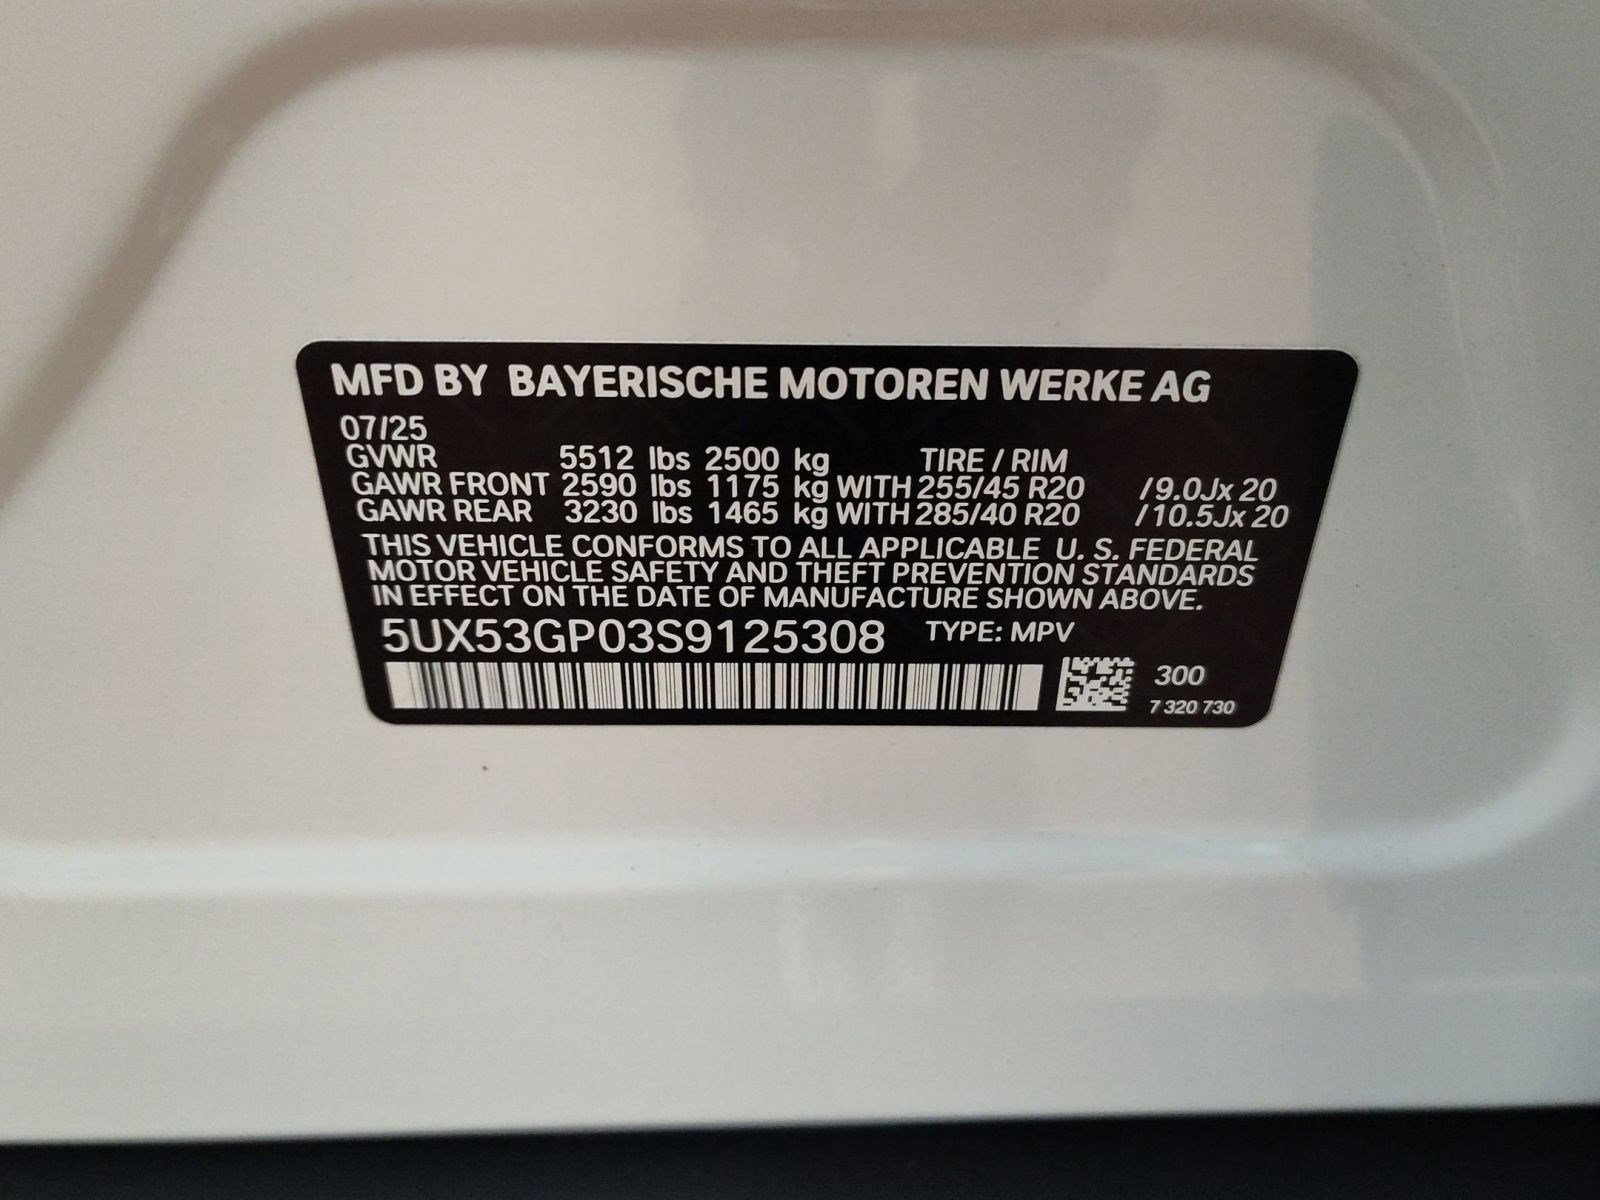 MFD BY BAYERISCHE MOTOREN WERKE AG
07/25
GVWR 5512 lbs 2500 kg TIRE / RIM
GAWR FRONT 2590 lbs 1175 kg WITH 255/45 R20 /9.0Jx 20
GAWR REAR 3230 lbs 1465 kg WITH 285/40 R20 /10.5Jx 20
THIS VEHICLE CONFORMS TO ALL APPLICABLE U. S. FEDERAL
MOTOR VEHICLE SAFETY AND THEFT PREVENTION STANDARDS
IN EFFECT ON THE DATE OF MANUFACTURE SHOWN ABOVE.
5UX53GP03S9125308 TYPE: MPV
300
7 320 730